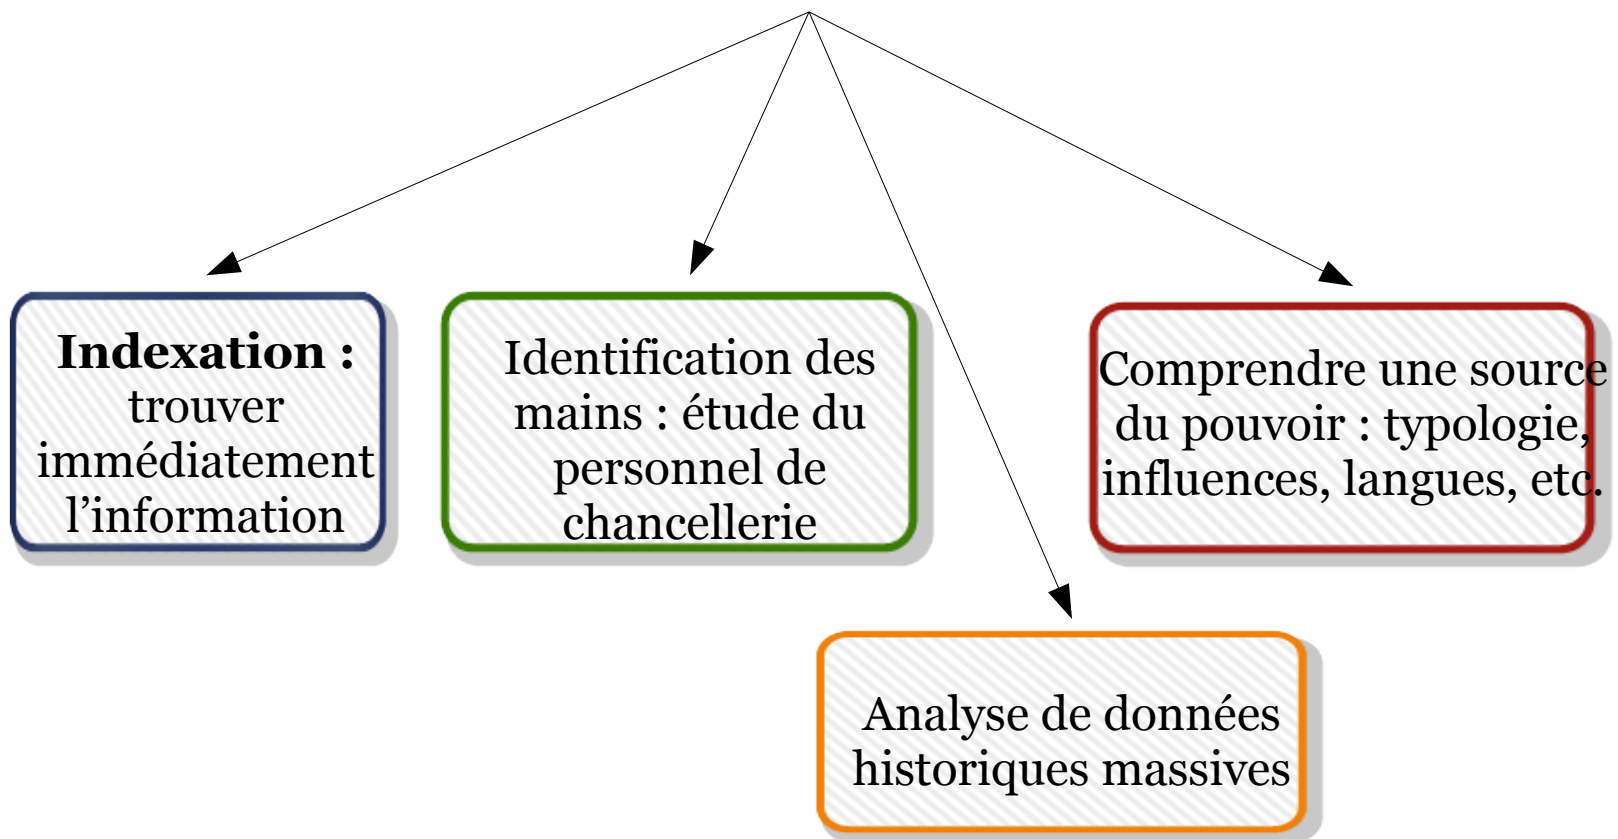 Indexation :
trouver
immédiatement
l’information
Identification des
mains : étude du
personnel de
chancellerie
Comprendre une source
du pouvoir : typologie,
influences, langues, etc.
Analyse de données
historiques massives